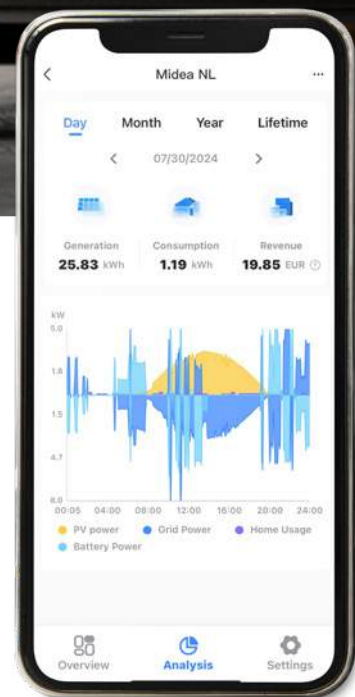 Midea NL
Day Month Year Lifetime
07/30/2024
Generation Consumption Revenue
25.83 kWh 1.19 kWh 19.85 EUR
kW
5.0
1.8
1.5
4.7
8.0
00:05 04:00 08:00 12:00 16:00 20:00 24:00
PV power Grid Power Home Usage
Battery Power
Overview Analysis Settings